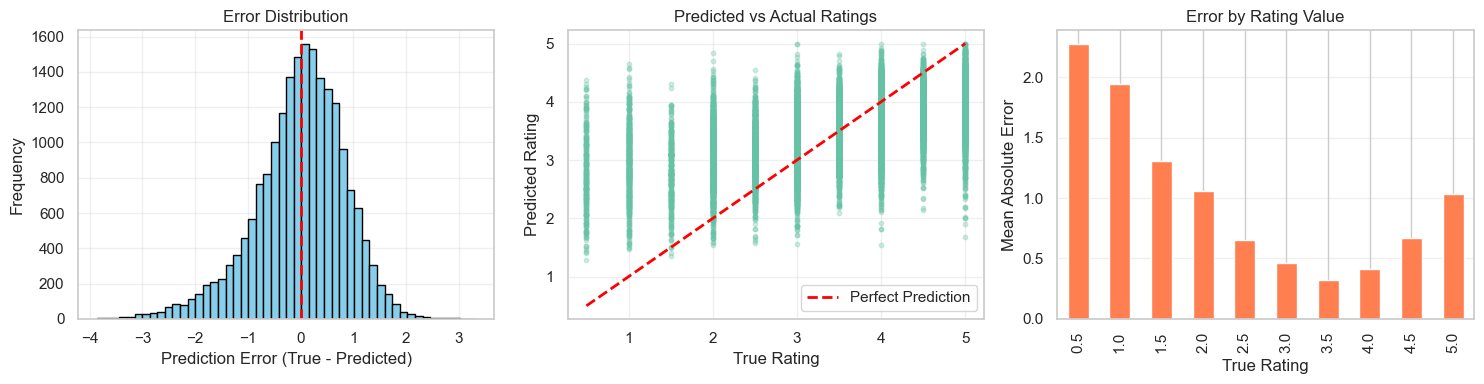 Error Distribution
1600
1400
1200
1000
800
600
400
200
0
Frequency
−4 −3 −2 −1 0 1 2 3
Prediction Error (True - Predicted)
Predicted vs Actual Ratings
5
4
3
2
1
Predicted Rating
Perfect Prediction
1 2 3 4 5
True Rating
Error by Rating Value
2.0
1.5
1.0
0.5
0.0
Mean Absolute Error
0.5 1.0 1.5 2.0 2.5 3.0 3.5 4.0 4.5 5.0
True Rating